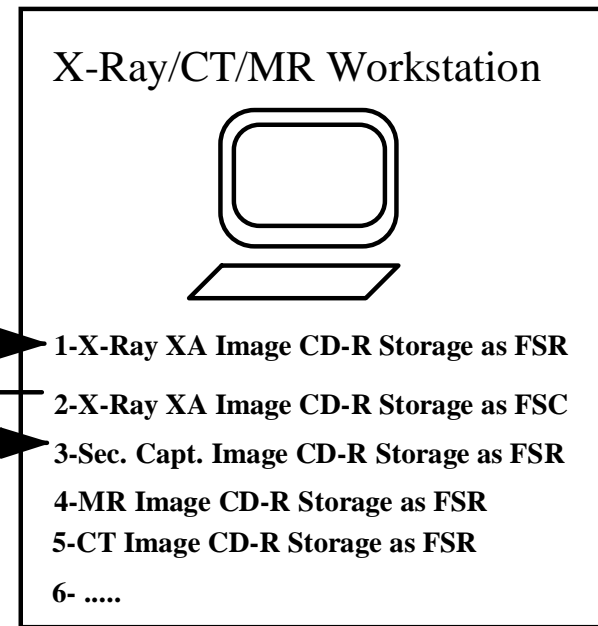 X-Ray/CT/MR Workstation
1-X-Ray XA Image CD-R Storage as FSR
2-X-Ray XA Image CD-R Storage as FSC
3-Sec. Capt. Image CD-R Storage as FSR
4-MR Image CD-R Storage as FSR
5-CT Image CD-R Storage as FSR
6- .....